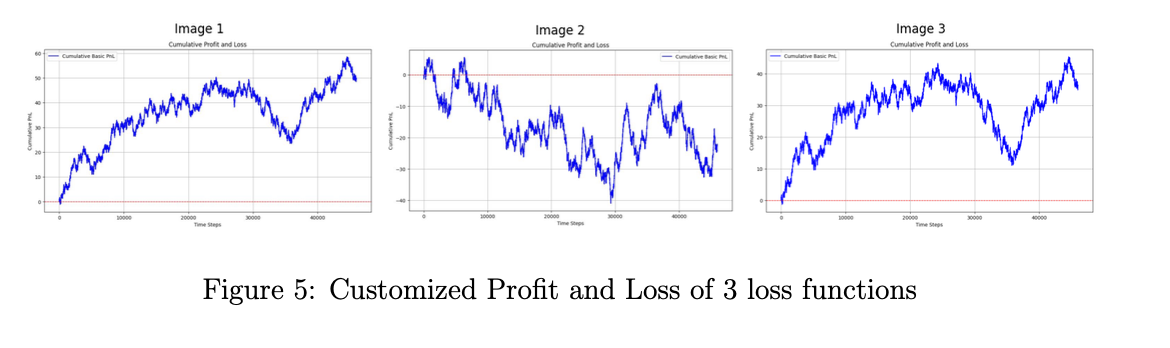 Image 1
Cumulative Profit and Loss
Cumulative Basic PnL
Cumulative PnL
60
50
40
30
20
10
0
0 10000 20000 30000 40000
Time Steps
Image 2
Cumulative Profit and Loss
Cumulative Basic PnL
Cumulative PnL
0
−10
−20
−30
−40
0 10000 20000 30000 40000
Time Steps
Image 3
Cumulative Profit and Loss
Cumulative Basic PnL
Cumulative PnL
40
30
20
10
0
0 10000 20000 30000 40000
Time Steps
Figure 5: Customized Profit and Loss of 3 loss functions